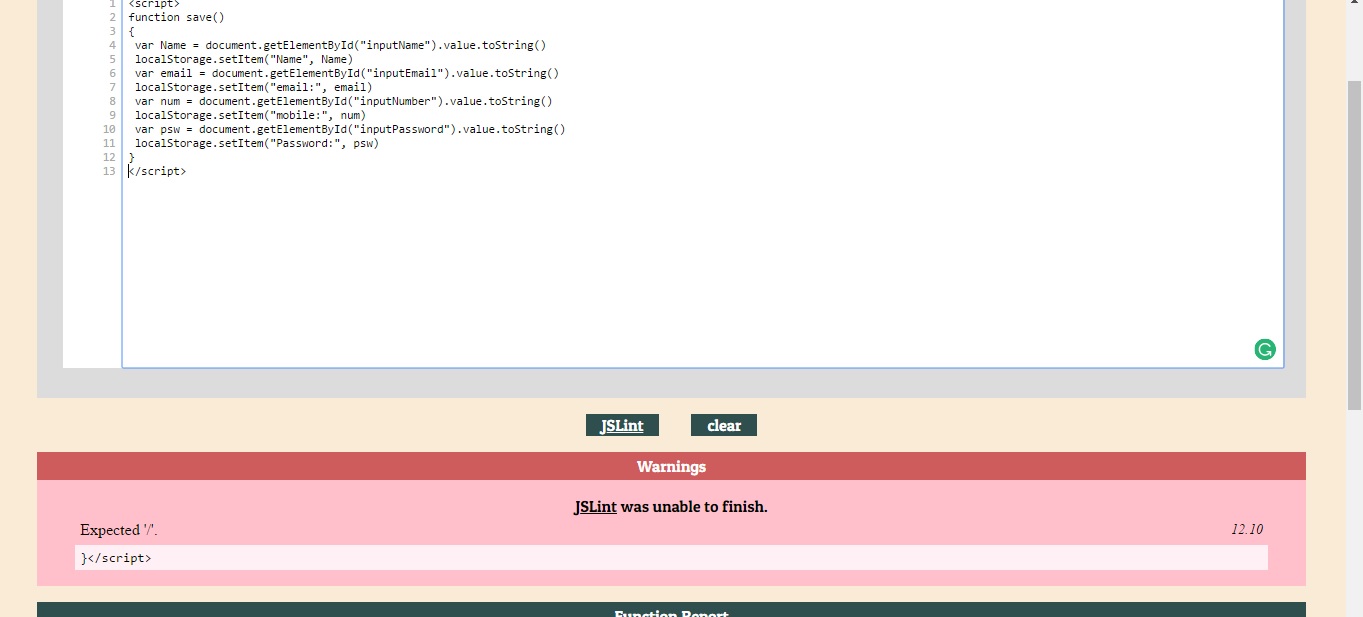 1 <script>
2 function save()
3 {
4 var Name = document.getElementById("inputName").value.toString()
5 localStorage.setItem("Name", Name)
6 var email = document.getElementById("inputEmail").value.toString()
7 localStorage.setItem("email:", email)
8 var num = document.getElementById("inputNumber").value.toString()
9 localStorage.setItem("mobile:", num)
10 var psw = document.getElementById("inputPassword").value.toString()
11 localStorage.setItem("Password:", psw)
12 }
13 </script>
G
JSLint clear
Warnings
JSLint was unable to finish.
Expected '/'. 12.10
}</script>
Function Report